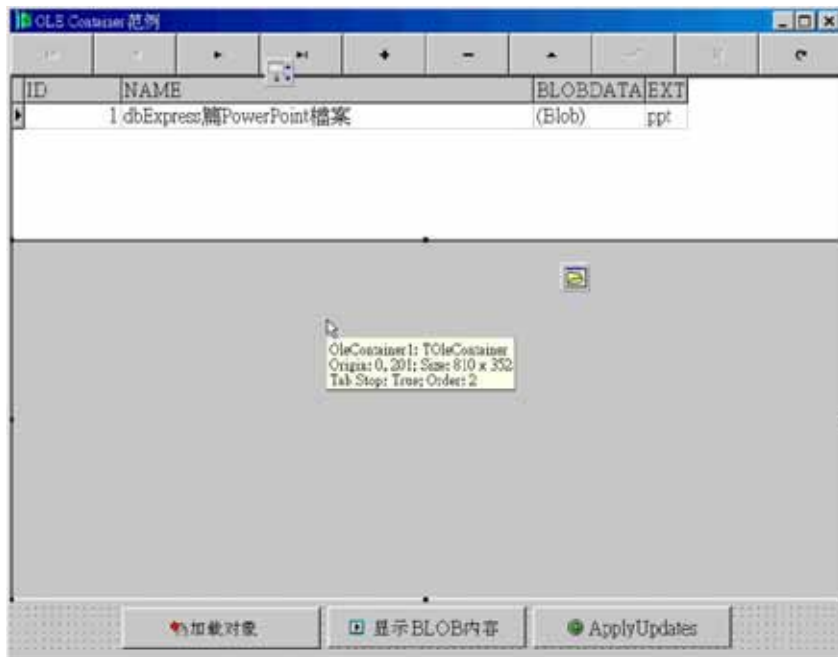 OLE Container 范例
ID NAME BLOBDATA EXT
1 dbExpress篇PowerPoint檔案 (Blob) ppt
OleContainer1: TOleContainer
Origin: 0, 201; Size: 810 x 352
Tab Stop: True; Order: 2
加载对象 显示BLOB内容 ApplyUpdates